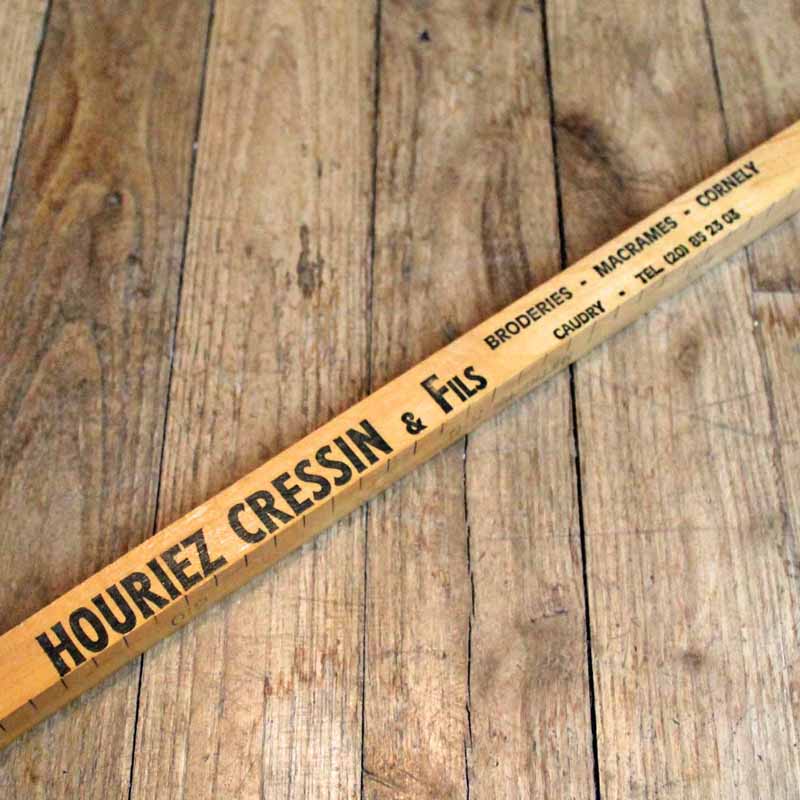 HOURIEZ CRESSIN & FILS
BRODERIES - MACRAMES - CORNELY
CAUDRY - TEL. (20) 85 23 03